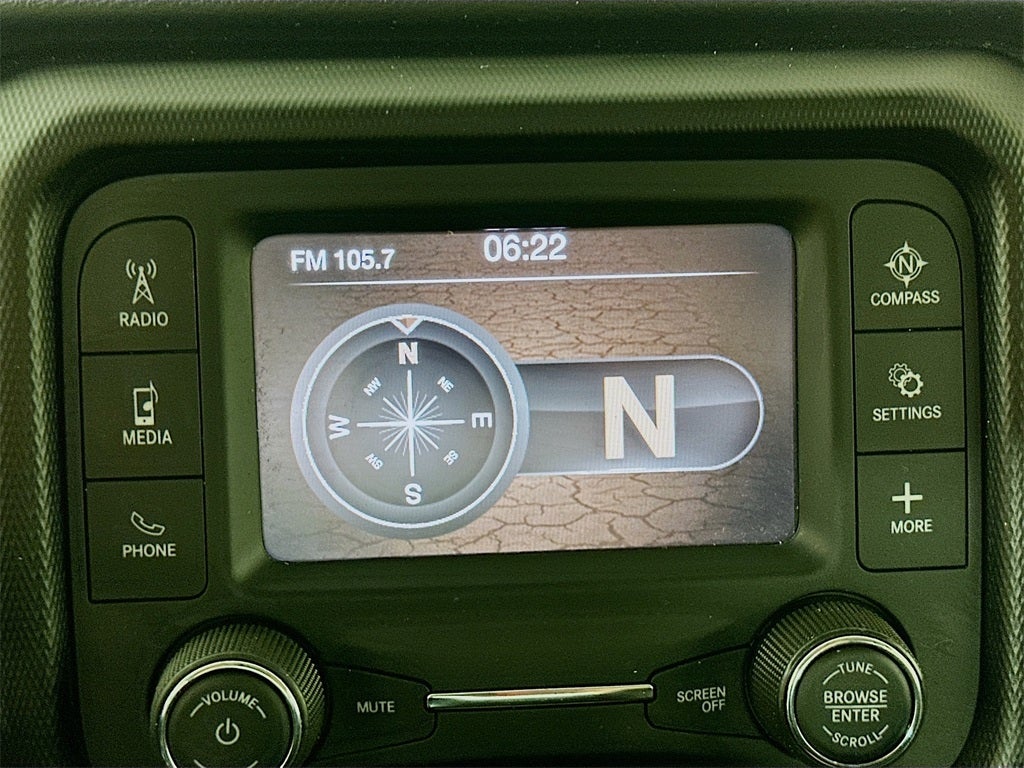 FM 105.7
06:22
N
NW
NE
W
E
SW
SE
S
N
RADIO
MEDIA
PHONE
N
COMPASS
SETTINGS
MORE
VOLUME
MUTE
SCREEN
OFF
TUNE
BROWSE
ENTER
SCROLL